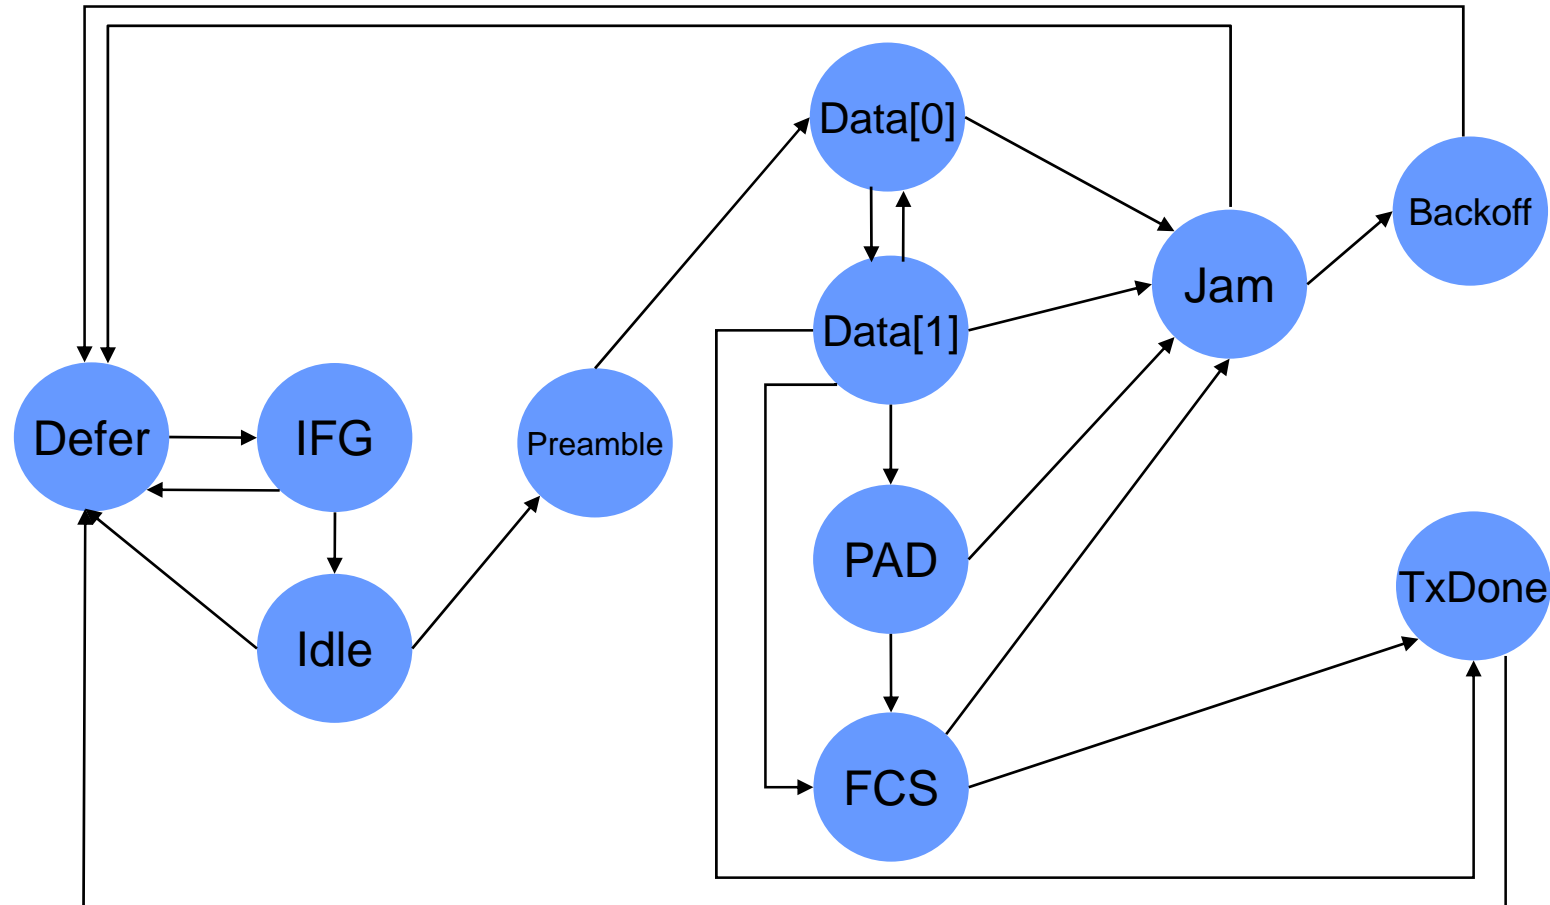 Data[0]
Backoff
Jam
Data[1]
Defer
IFG
Preamble
PAD
TxDone
Idle
FCS